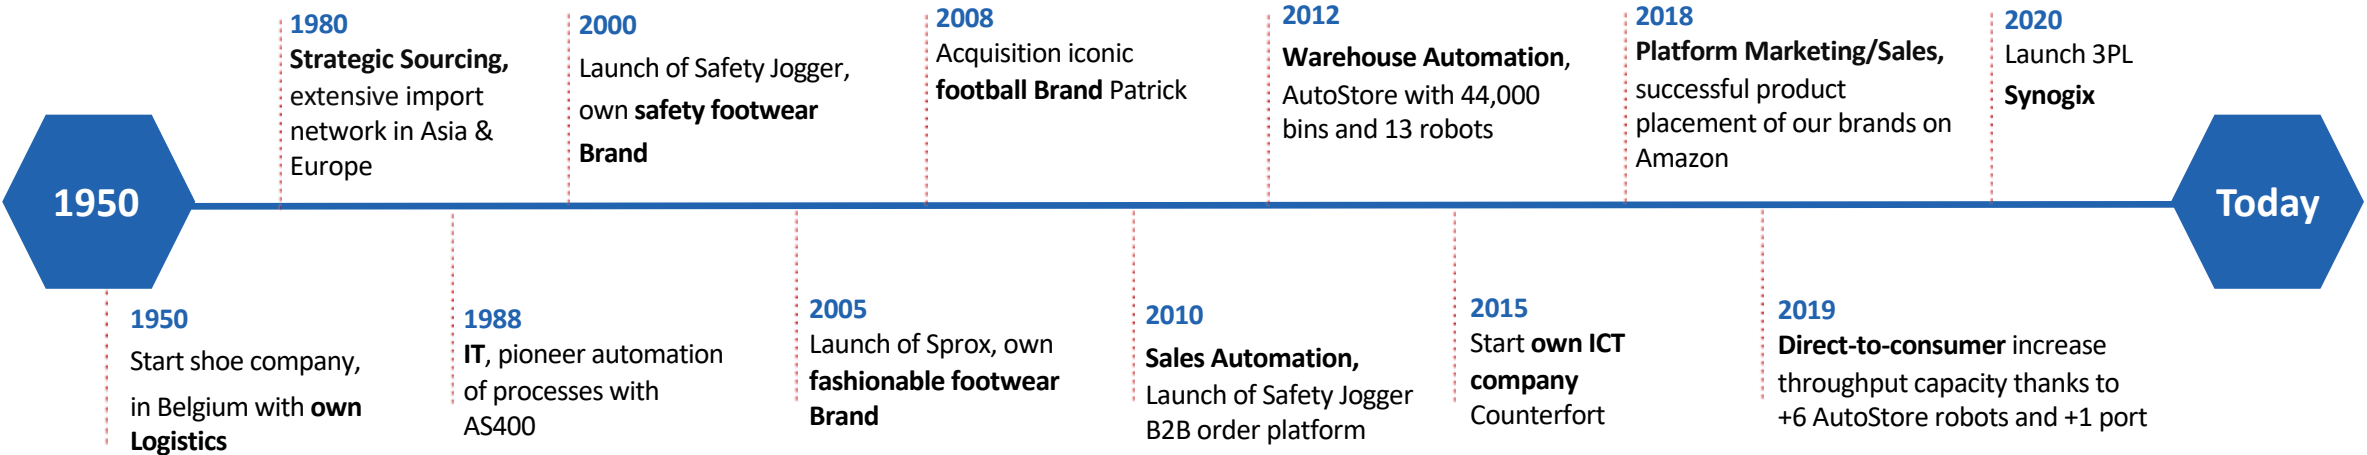 1980
Strategic Sourcing,
extensive import
network in Asia &
Europe
2000
Launch of Safety Jogger,
own safety footwear
Brand
2008
Acquisition iconic
football Brand Patrick
2012
Warehouse Automation,
AutoStore with 44,000
bins and 13 robots
2018
Platform Marketing/Sales,
successful product
placement of our brands on
Amazon
2020
Launch 3PL
Synogix
1950
Today
1950
Start shoe company,
in Belgium with own
Logistics
1988
IT, pioneer automation
of processes with
AS400
2005
Launch of Sprox, own
fashionable footwear
Brand
2010
Sales Automation,
Launch of Safety Jogger
B2B order platform
2015
Start own ICT
company
Counterfort
2019
Direct-to-consumer increase
throughput capacity thanks to
+6 AutoStore robots and +1 port